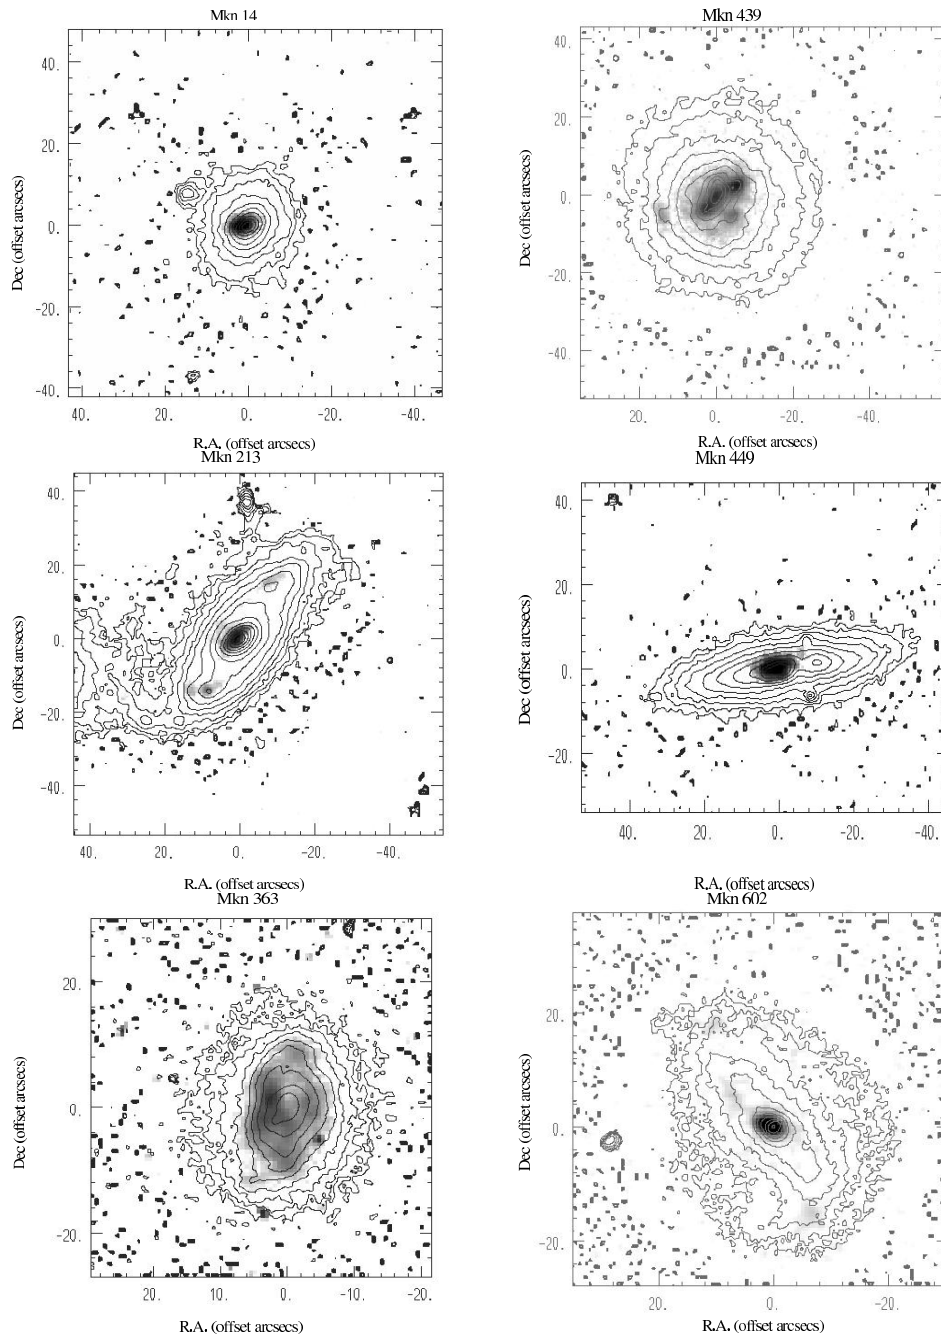 Mkn 14
40.
20.
0.
-20.
-40.
Dec (offset arcsecs)
40. 20. 0. -20. -40.
R.A. (offset arcsecs)
Mkn 439
40.
20.
0.
-20.
-40.
Dec (offset arcsecs)
20. 0. -20. -40.
R.A. (offset arcsecs)
Mkn 213
40.
20.
0.
-20.
-40.
Dec (offset arcsecs)
40. 20. 0. -20. -40.
R.A. (offset arcsecs)
Mkn 449
40.
20.
0.
-20.
Dec (offset arcsecs)
40. 20. 0. -20. -40.
R.A. (offset arcsecs)
Mkn 363
20.
0.
-20.
Dec (offset arcsecs)
20. 10. 0. -10. -20.
R.A. (offset arcsecs)
Mkn 602
20.
0.
-20.
Dec (offset arcsecs)
20. 0. -20.
R.A. (offset arcsecs)